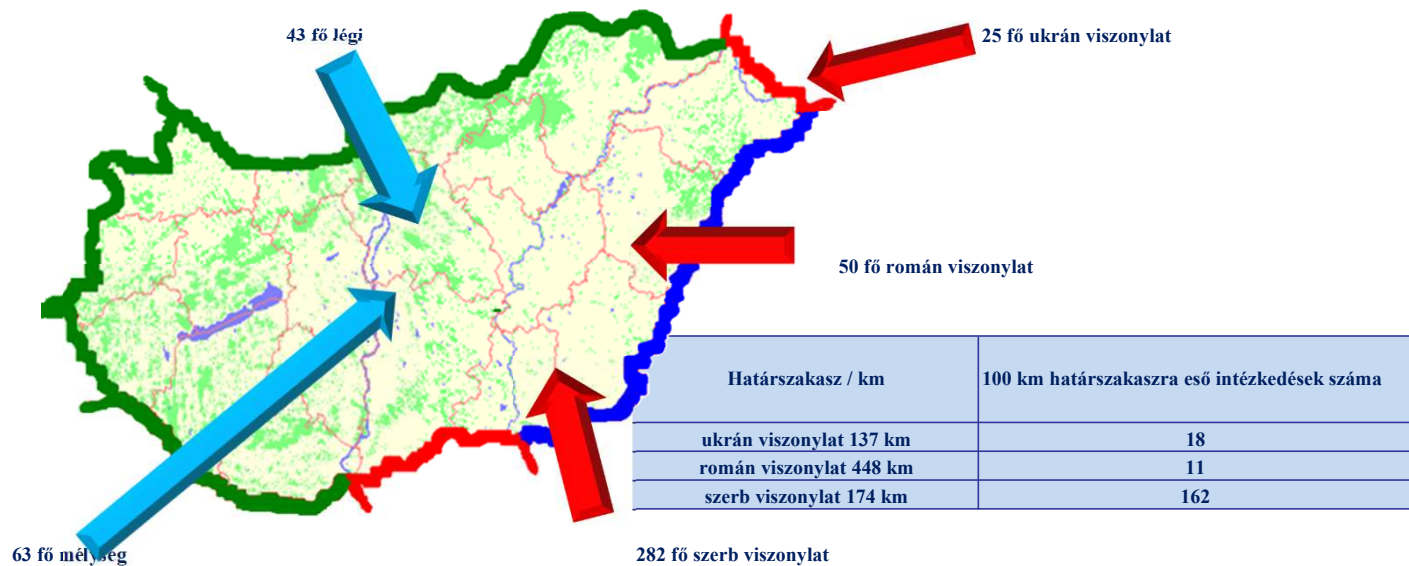 43 fő légi
25 fő ukrán viszonylat
50 fő román viszonylat
Határszakasz / km
100 km határszakaszra eső intézkedések száma
ukrán viszonylat 137 km
18
román viszonylat 448 km
11
szerb viszonylat 174 km
162
63 fő mélység
282 fő szerb viszonylat